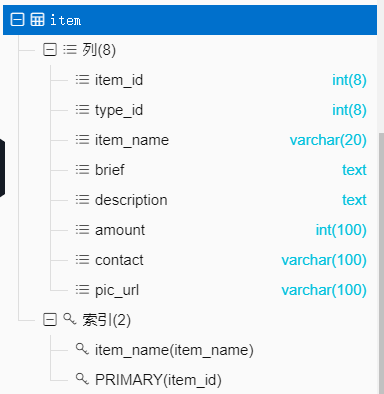 item
列(8)
item_id int(8)
type_id int(8)
item_name varchar(20)
brief text
description text
amount int(100)
contact varchar(100)
pic_url varchar(100)
索引(2)
item_name(item_name)
PRIMARY(item_id)